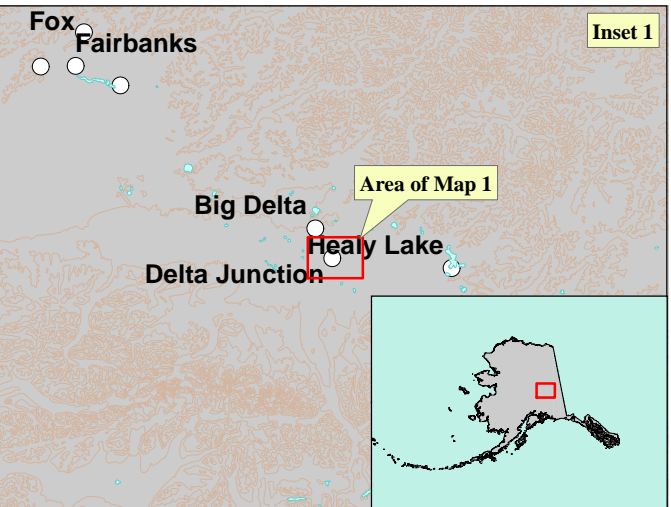 Inset 1
Fox
Fairbanks
Area of Map 1
Big Delta
Healy Lake
Delta Junction